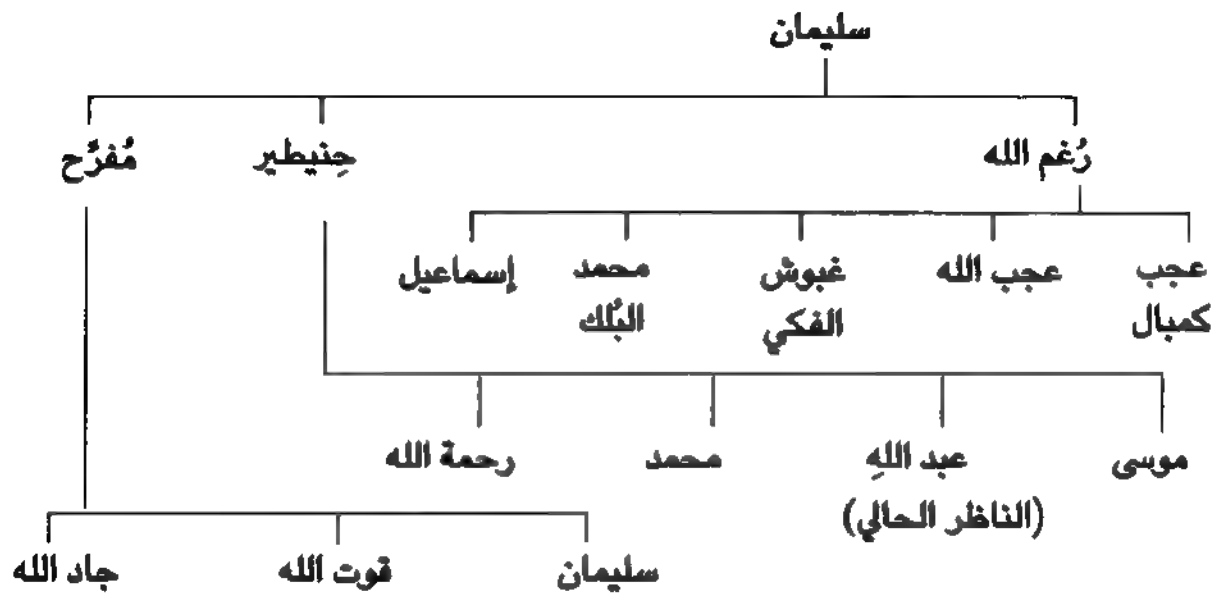 سليمان
رُغم الله
جِنيطير
مُفرَّح
عجب كمبال
عجب الله
غبوش الفكي
محمد البُلك
إسماعيل
موسى
عبد اللهِ
(الناظر الحالي)
محمد
رحمة الله
سليمان
قوت الله
جاد الله